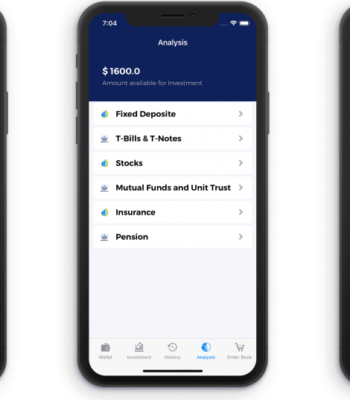 7:04
Analysis
$ 1600.0
Amount available for Investment
Fixed Deposite
T-Bills & T-Notes
Stocks
Mutual Funds and Unit Trust
Insurance
Pension
Wallet Investment History Analysis Order Book